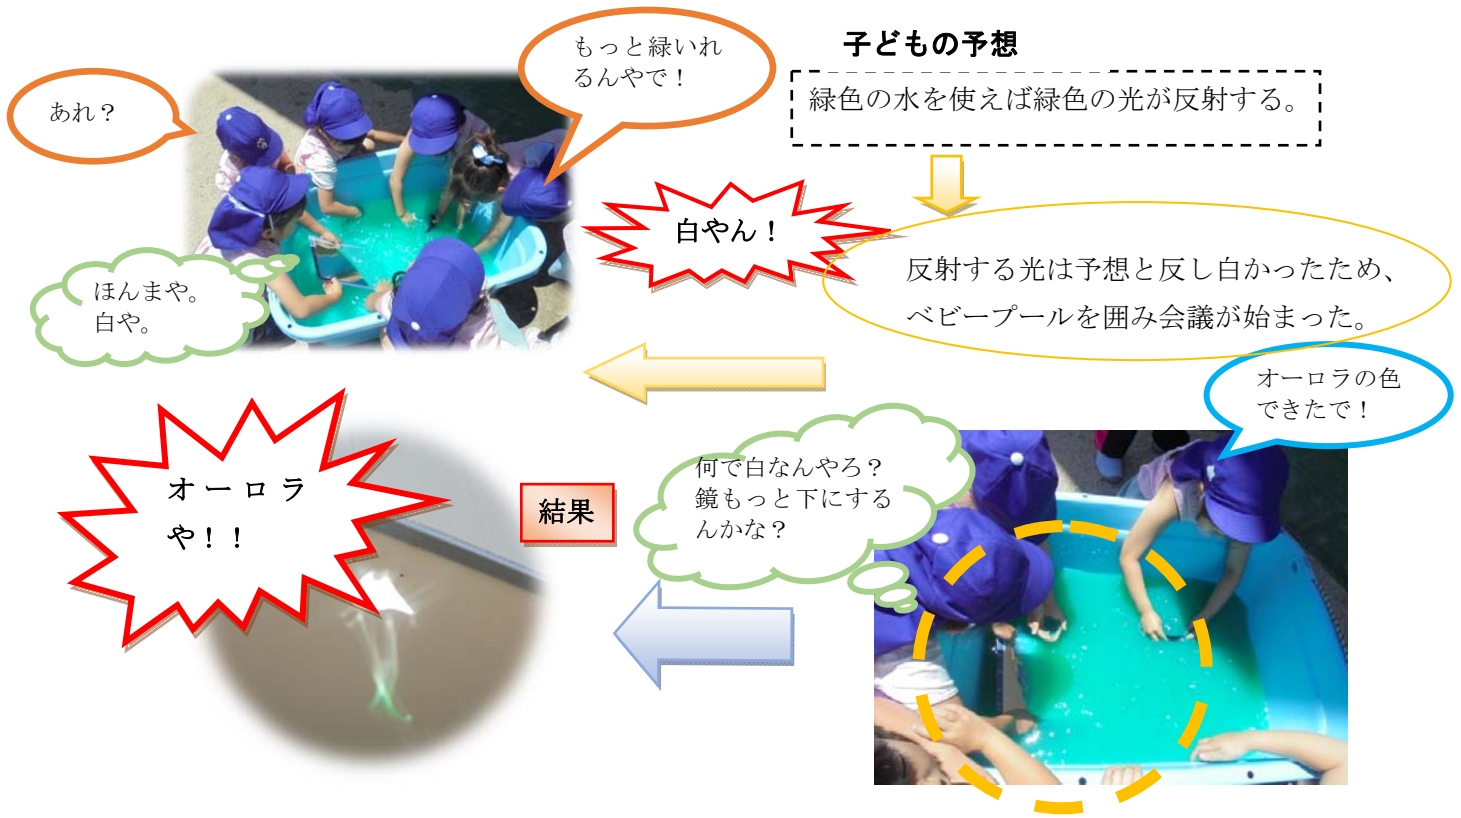 子どもの予想
緑色の水を使えば緑色の光が反射する。
もっと緑いれ
るんやで！
あれ？
白やん！
反射する光は予想と反し白かったため、
ベビープールを囲み会議が始まった。
ほんまや。
白や。
オーロラの色
できたで！
何で白なんやろ？
鏡もっと下にする
んかな？
結果
オーロラ
や！！